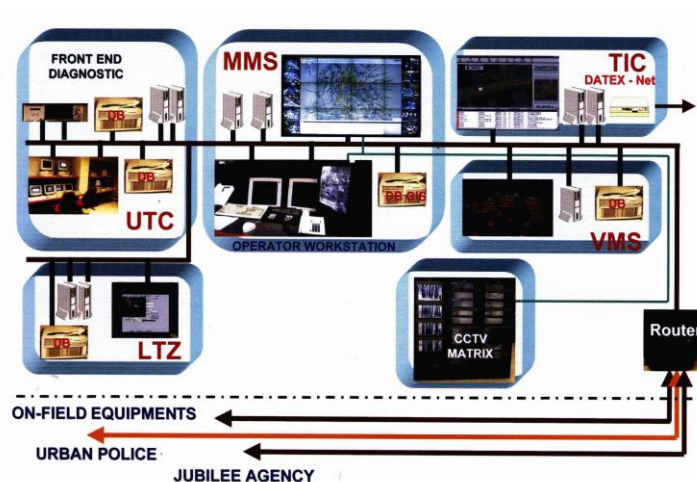 FRONT END
DIAGNOSTIC
DB
DB
UTC
MMS
DB GIS
OPERATOR WORKSTATION
TIC
DATEX - Net
DB
VMS
DB
LTZ
CCTV
MATRIX
Router
ON-FIELD EQUIPMENTS
URBAN POLICE
JUBILEE AGENCY